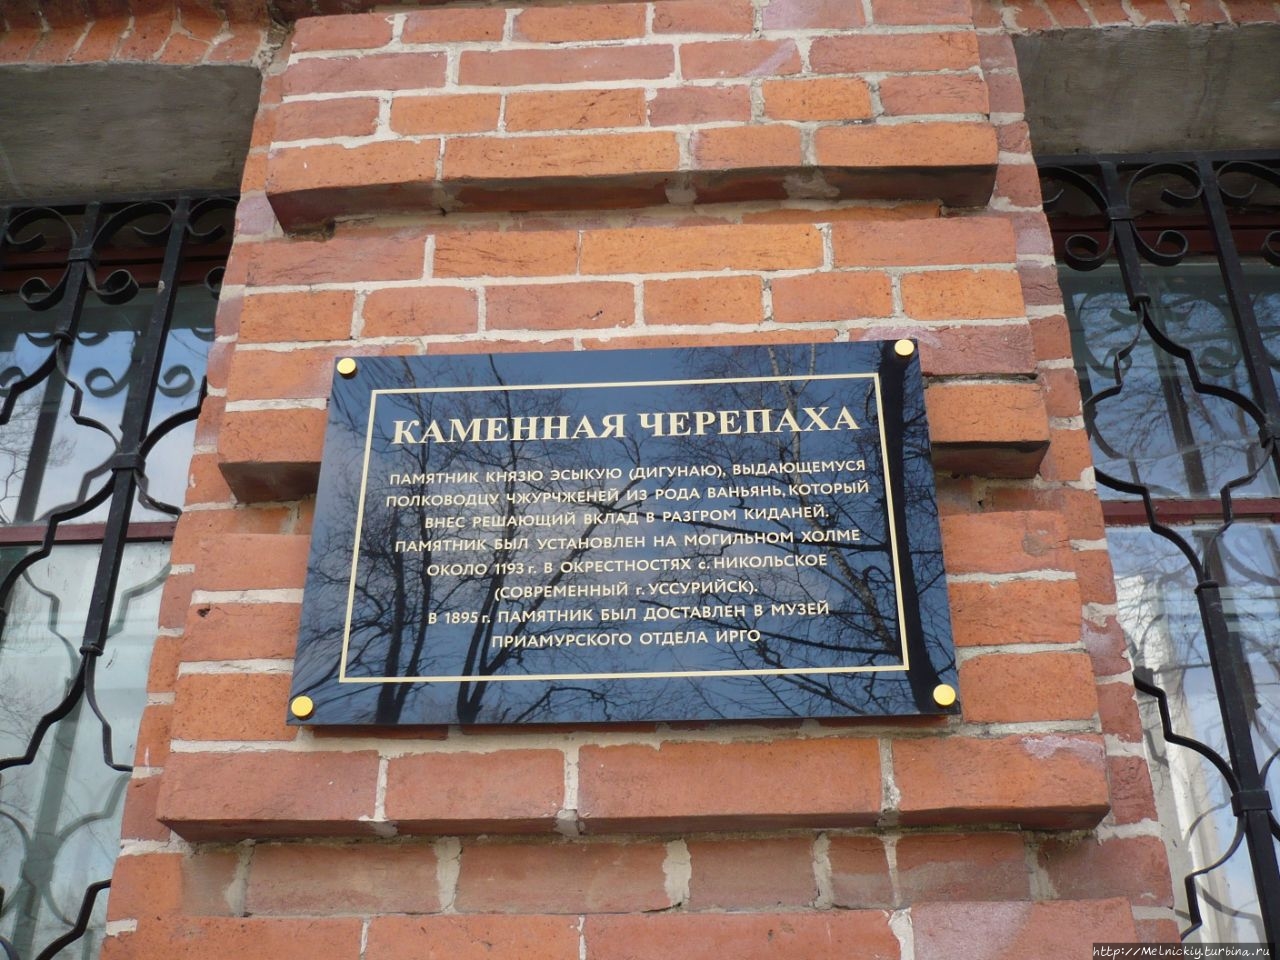 КАМЕННАЯ ЧЕРЕПАХА
ПАМЯТНИК КНЯЗЮ ЭСЫКУЮ (ДИГУНАЮ), ВЫДАЮЩЕМУСЯ
ПОЛКОВОДЦУ ЧЖУРЧЖЕНЕЙ ИЗ РОДА ВАНЬЯНЬ, КОТОРЫЙ
ВНЕС РЕШАЮЩИЙ ВКЛАД В РАЗГРОМ КИДАНЕЙ.
ПАМЯТНИК БЫЛ УСТАНОВЛЕН НА МОГИЛЬНОМ ХОЛМЕ
ОКОЛО 1193 г. В ОКРЕСТНОСТЯХ с. НИКОЛЬСКОЕ
(СОВРЕМЕННЫЙ г. УССУРИЙСК).
В 1895 г. ПАМЯТНИК БЫЛ ДОСТАВЛЕН В МУЗЕЙ
ПРИАМУРСКОГО ОТДЕЛА ИРГО
http://Melnickiy.turbina.ru